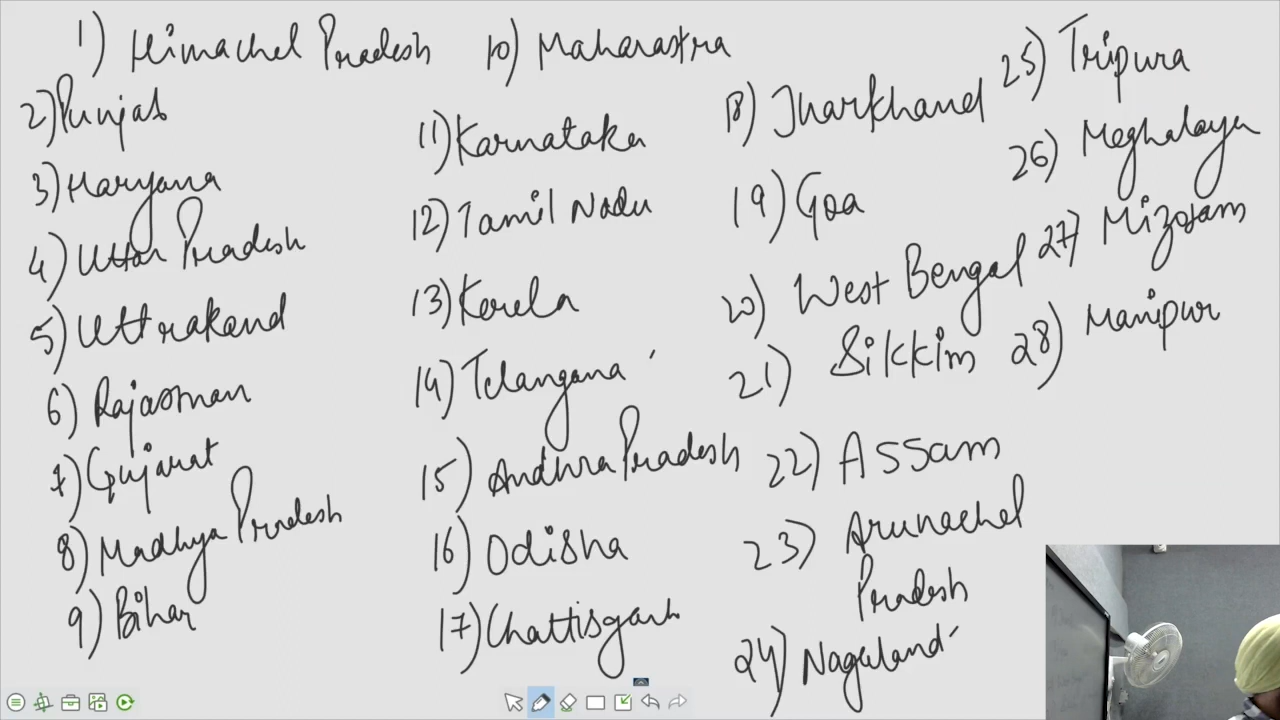 1) Himachel Pradesh
2) Punjab
3) Haryana
4) Uttar Pradesh
5) Uttrakand
6) Rajasthan
7) Gujarat
8) Madhya Pradesh
9) Bihar
10) Maharastra
11) Karnataka
12) Tamil Nadu
13) Kerela
14) Telangana
15) Andhra Pradesh
16) Odisha
17) Chattisgarh
18) Jharkhand
19) Goa
20) West Bengal
21) Sikkim
22) Assam
23) Arunachel
Pradesh
24) Nagaland
25) Tripura
26) Meghalaya
27) Mizoram
28) Manipur